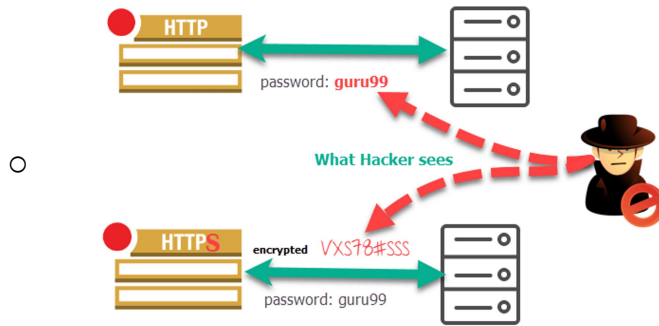 HTTP
password: guru99
What Hacker sees
HTTPS
encrypted VXS78#SSS
password: guru99